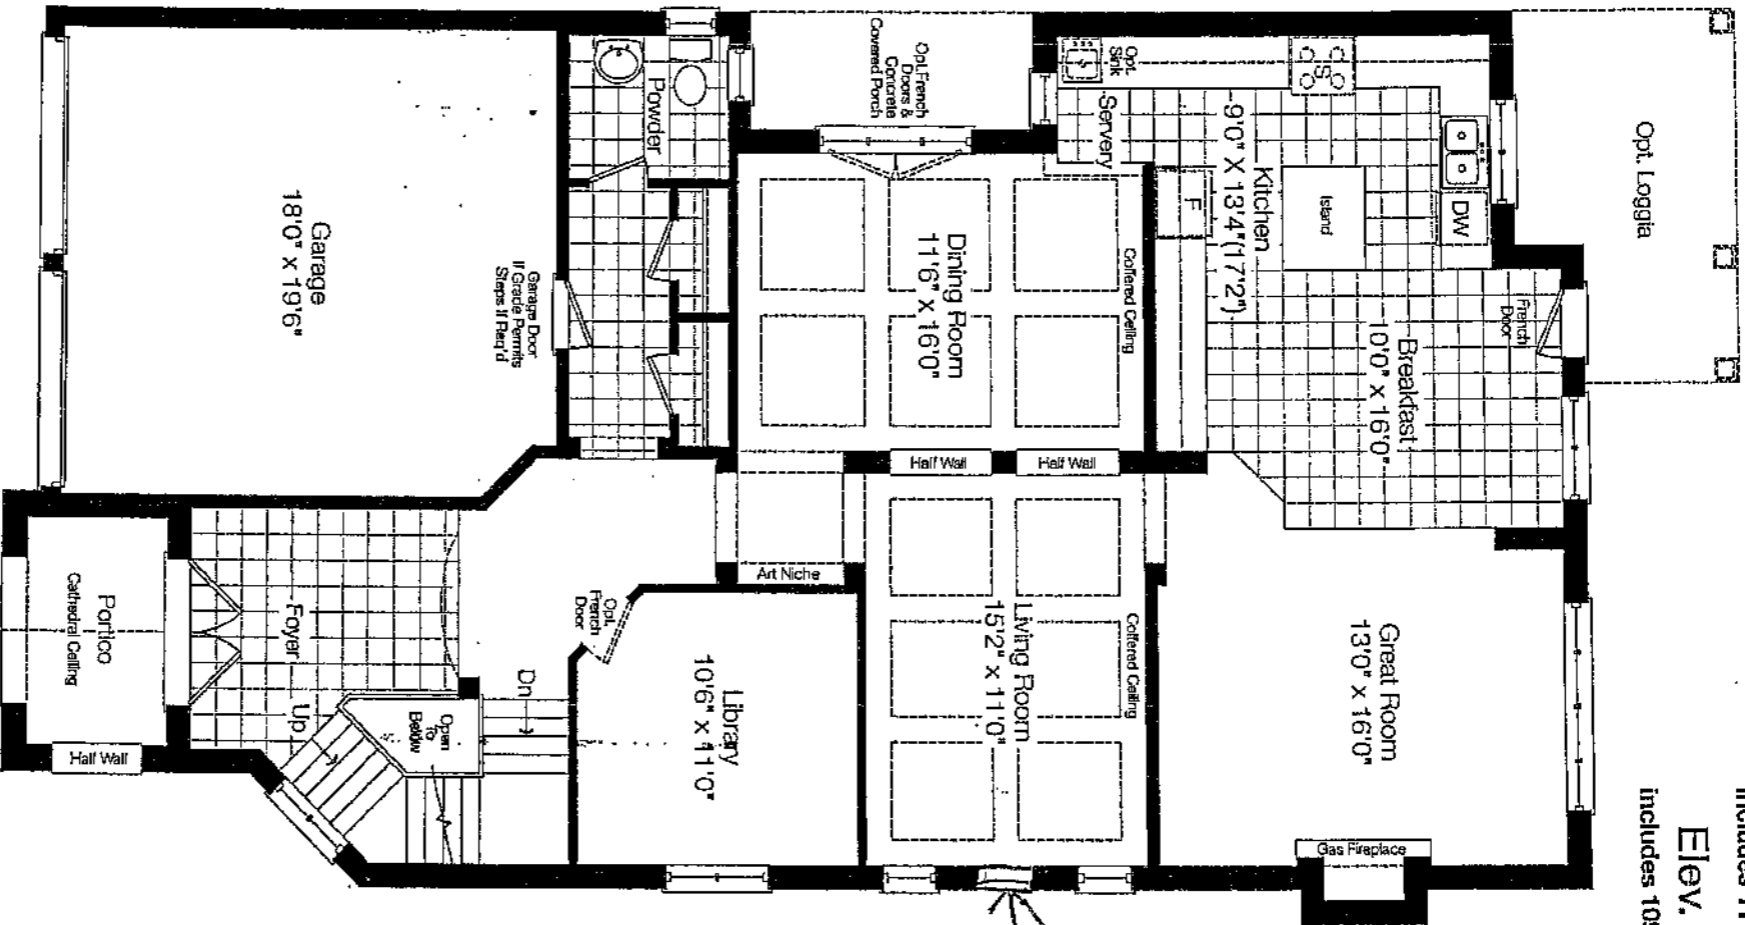 Opt. Loggia
Elev.
includes 10
Opt.
Sink
S
Servery
Kitchen
9'0" X 13'4"(17'2")
Island
DW
F
French
Door
Breakfast
10'0" x 16'0"
Great Room
13'0" x 16'0"
Gas Fireplace
Opt.French
Doors &
Concrete
Covered Porch
Coffered Ceiling
Dining Room
11'6" x 16'0"
Half Wall
Half Wall
Coffered Ceiling
Living Room
15'2" x 11'0"
Powder
Art Niche
Library
10'6" x 11'0"
Opt.
French
Door
Garage Door
If Grade Permits
Steps If Req'd
Garage
18'0" x 19'6"
Dn
Open
To
Below
Up
Foyer
Portico
Cathedral Ceiling
Half Wall